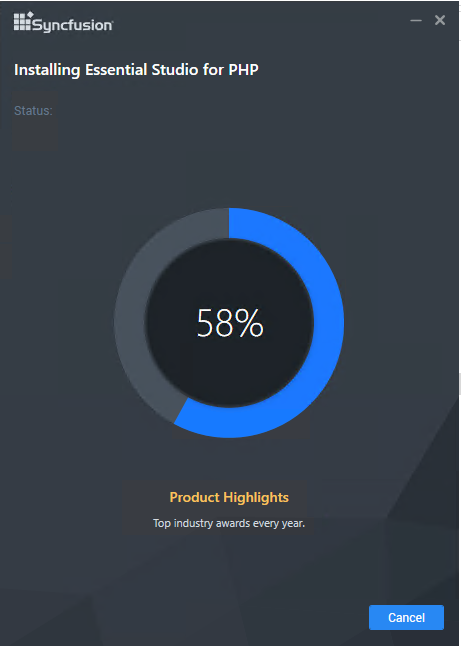 Syncfusion
Installing Essential Studio for PHP
Status:
58%
Product Highlights
Top industry awards every year.
Cancel